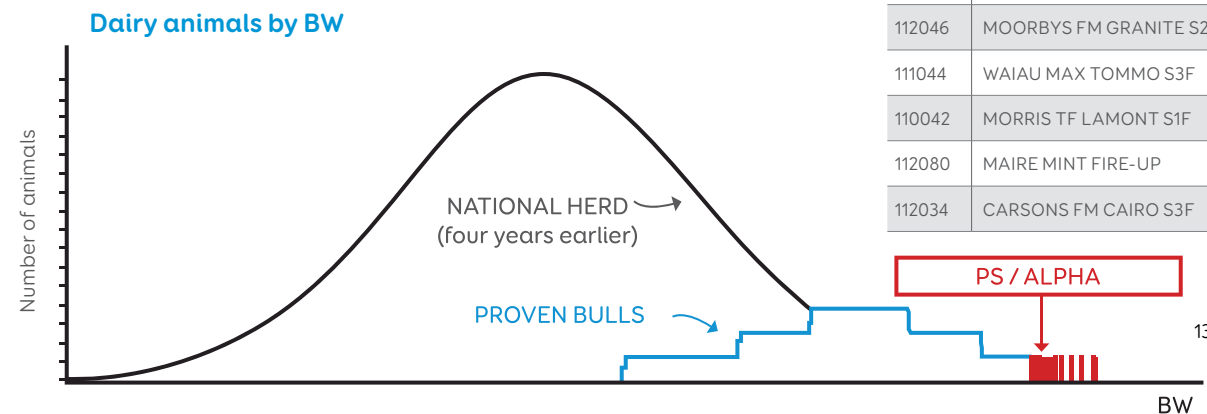 Dairy animals by BW
Number of animals
NATIONAL HERD
(four years earlier)
PROVEN BULLS
112046 MOORBYS FM GRANITE S2
111044 WAIAU MAX TOMMO S3F
110042 MORRIS TF LAMONT S1F
112080 MAIRE MINT FIRE-UP
112034 CARSONS FM CAIRO S3F
PS / ALPHA
13
BW